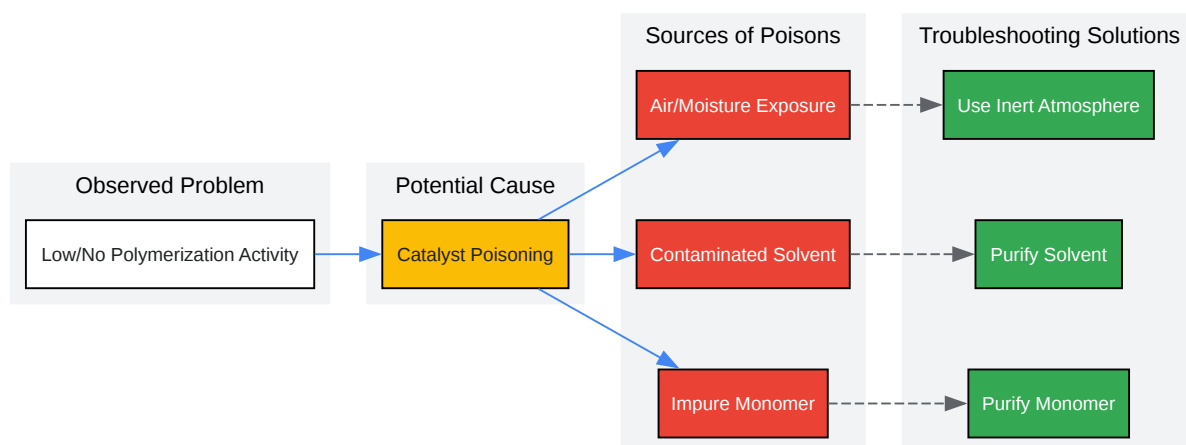 Sources of Poisons
Troubleshooting Solutions
Air/Moisture Exposure
Use Inert Atmosphere
Observed Problem
Potential Cause
Low/No Polymerization Activity
Catalyst Poisoning
Contaminated Solvent
Purify Solvent
Impure Monomer
Purify Monomer